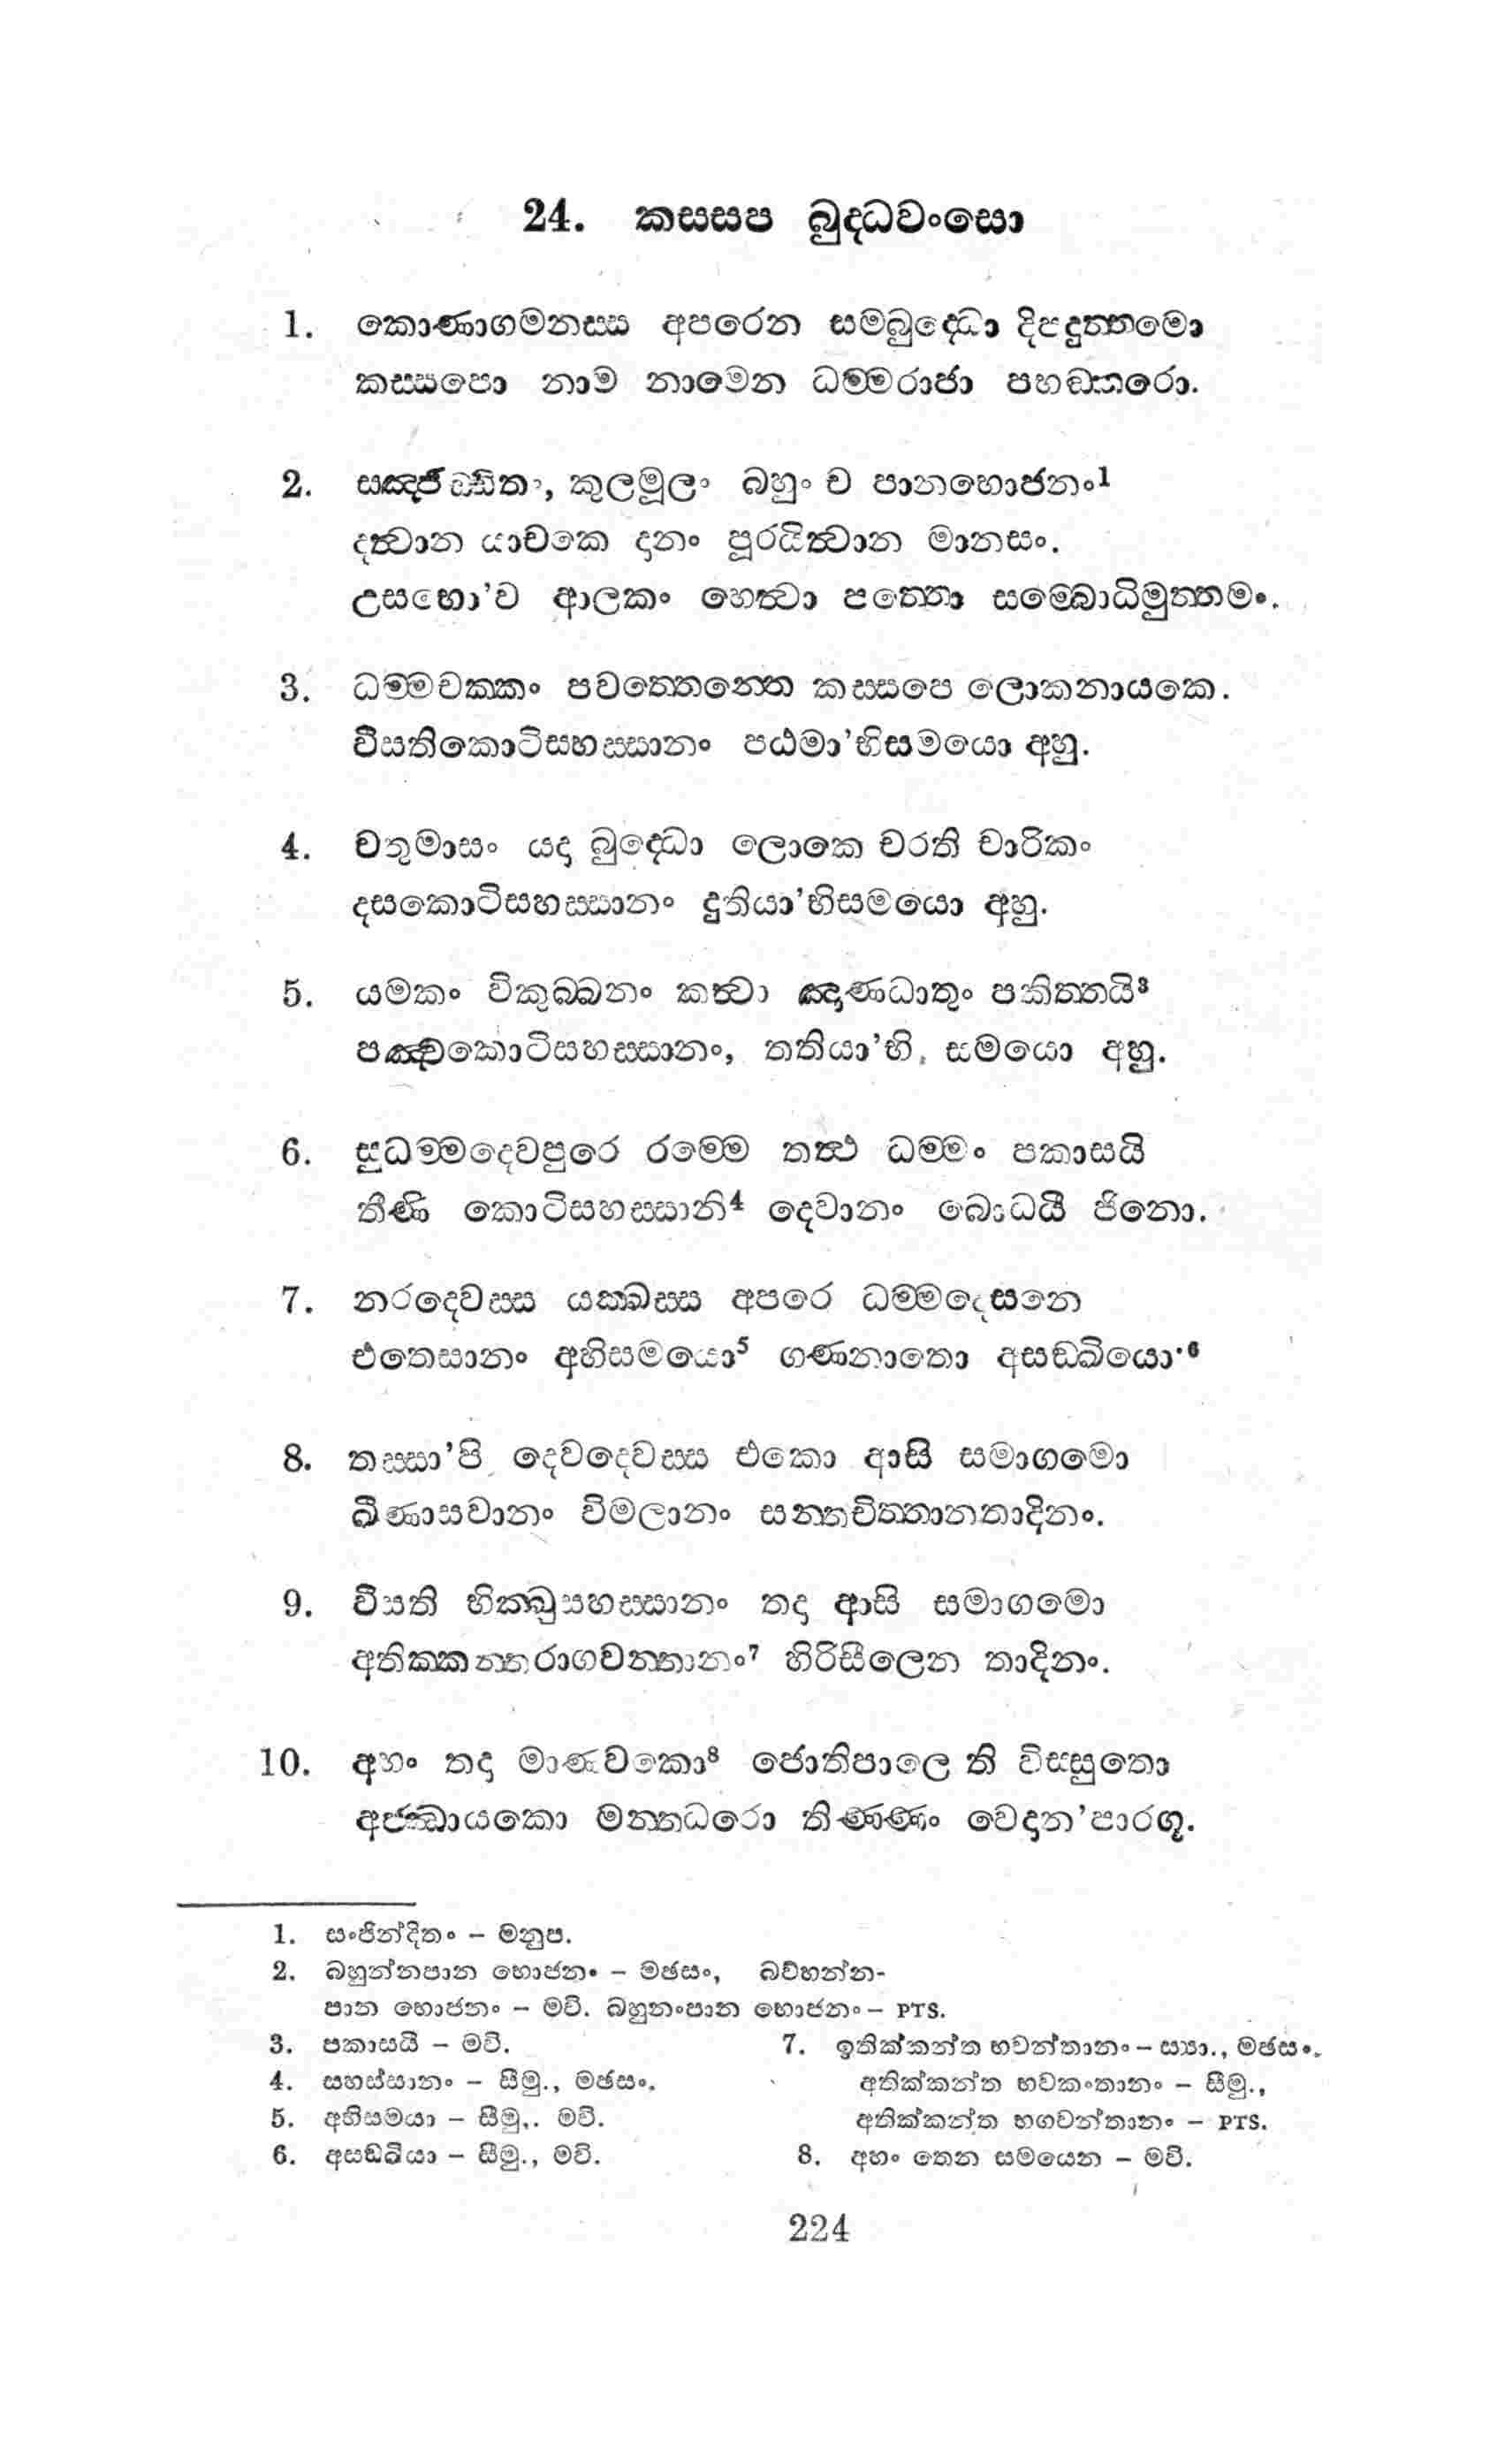 24. කස‍්සප බුද‍්ධවංසො
1. කොණාගමනස‍්ස අපරෙන සම‍්බුද‍්ධො දිපදුත‍්තමො
කස‍්සපො නාම නාමෙන ධම‍්මරාජා පභඞ‍්කරො.
2. කුලමූලං බහුං ච පානභොජනං1
දත්‍වාන යාචකෙ දානං පූරයිත්‍වාන මානසං.
උසභො'ව ආලකං භෙත්‍වා පත‍්තො සම‍්බොධිමුත‍්තමං.
3. ධම‍්මචක‍්කං පවත‍්තෙන‍්තෙ කස‍්සපෙ ලොකනායකෙ.
වීසතිකොටිසහස‍්සානං පඨමා'භිසමයො අහු.
4. චතුමාසං යදා බුද‍්ධො ලොකෙ චරති චාරිකං
දසකොටිසහස‍්සානං දුතියා'භිසමයො අහු.
5. යමකං විකුබ‍්බනං කත්‍වා ඤාණධාතුං පකිත‍්තයි3
පඤ‍්චකොටිසහස‍්සානං, තතියා'භි, සමයො අහු.
6. සුධම‍්මදෙවපුරෙ රම‍්මෙ තත්‍ථ ධම‍්මං පකාසයි
තීණි කොටිසහස‍්සානි4 දෙවානං බොධයී ජිනො.
7. නරදෙවස‍්ස යක‍්ඛස‍්ස අපරෙ ධම‍්මදෙසනෙ
එතෙසානං අභිසමයො5 ගණනාතො අසඞ‍්ඛියො.6
8. තස‍්සා'පි දෙවදෙවස‍්ස එකො ආසි සමාගමො
ඛීණාසවානං විමලානං සන‍්තචිත‍්තානතාදිනං.
9. වීසති භික‍්ඛුසහස‍්සානං තදා ආසි සමාගමො
අතික‍්කන‍්තරාගවන‍්තානං7 හිරිසීලෙන තාදිනං.
10. අහං තදා මාණවකො8 ජොතිපාලෙ ති විස‍්සුතො
අජ‍්ඣායකො මන‍්තධරො තිණ‍්ණං වෙදාන'පාරගූ.
1. සංජින්දිතං – මනුප.
2. බහුන්නපාන භොජනං – මඡසං, බව්හන්න-
පාන භොජනං – මවි. බහුනංපාන භොජනං – PTS.
3. පකාසයී – මවි.
4. සහස්සානං – සීමු., මඡසං.
5. අභිසමයා – සීමු,. මවි.
6. අසඞ්ඛියා – සීමු., මවි.
7. ඉතික්කන්ත භවන්තානං – ස්‍යා., මඡසං.
අතික්කන්ත භවකංතානං – සීමු.,
අතික්කන්ත භගවන්තානං – PTS.
8. අහං තෙන සමයෙන – මවි.
224